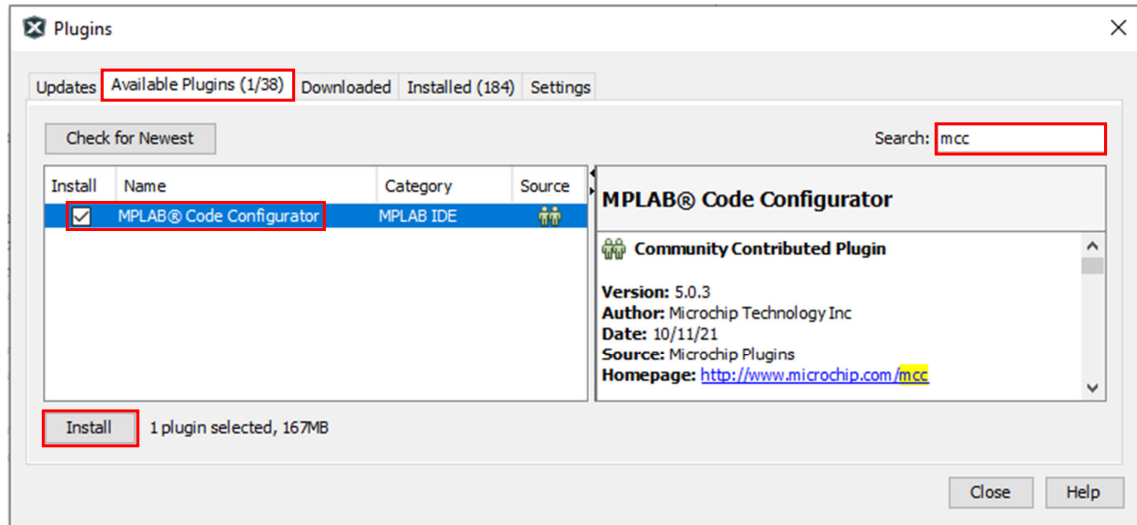 Plugins
Updates Available Plugins (1/38) Downloaded Installed (184) Settings
Check for Newest Search: mcc
Install Name Category Source
MPLAB® Code Configurator MPLAB IDE
MPLAB® Code Configurator
Community Contributed Plugin
Version: 5.0.3
Author: Microchip Technology Inc
Date: 10/11/21
Source: Microchip Plugins
Homepage: http://www.microchip.com/mcc
Install 1 plugin selected, 167MB
Close Help